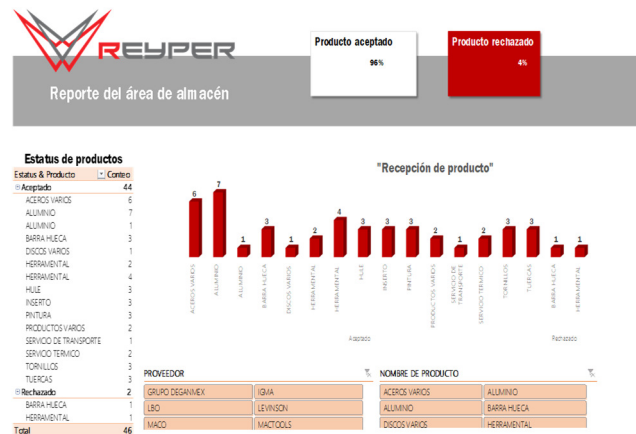 REYPER
Producto aceptado
96%
Producto rechazado
4%
Reporte del área de almacén
Estatus de productos
Estatus & Producto Conteo
Aceptado 44
ACEROS VARIOS 6
ALUMINIO 7
ALUMINIO 1
BARRA HUECA 3
DISCOS VARIOS 1
HERRAMENTAL 2
HERRAMENTAL 4
HULE 3
INSERTO 3
PINTURA 3
PRODUCTOS VARIOS 2
SERVICIO DE TRANSPORTE 1
SERVICIO TERMICO 2
TORNILLOS 3
TUERCAS 3
Rechazado 2
BARRA HUECA 1
HERRAMENTAL 1
Total 46
"Recepción de producto"
6 7 1 3 1 2 4 3 3 3 2 1 2 3 3 1 1
ACEROS VARIOS
ALUMINIO
ALUMINIO
BARRA HUECA
DISCOS VARIOS
HERRAMENTAL
HERRAMENTAL
HULE
INSERTO
PINTURA
PRODUCTOS VARIOS
SERVICIO DE
TRANSPORTE
SERVICIO TERMICO
TORNILLOS
TUERCAS
BARRA HUECA
HERRAMENTAL
Aceptado Rechazado
PROVEEDOR
GRUPO DEGANMEX IGMA
LBO LEVINSON
MACO MACTOOLS
NOMBRE DE PRODUCTO
ACEROS VARIOS ALUMINIO
ALUMINIO BARRA HUECA
DISCOS VARIOS HERRAMENTAL